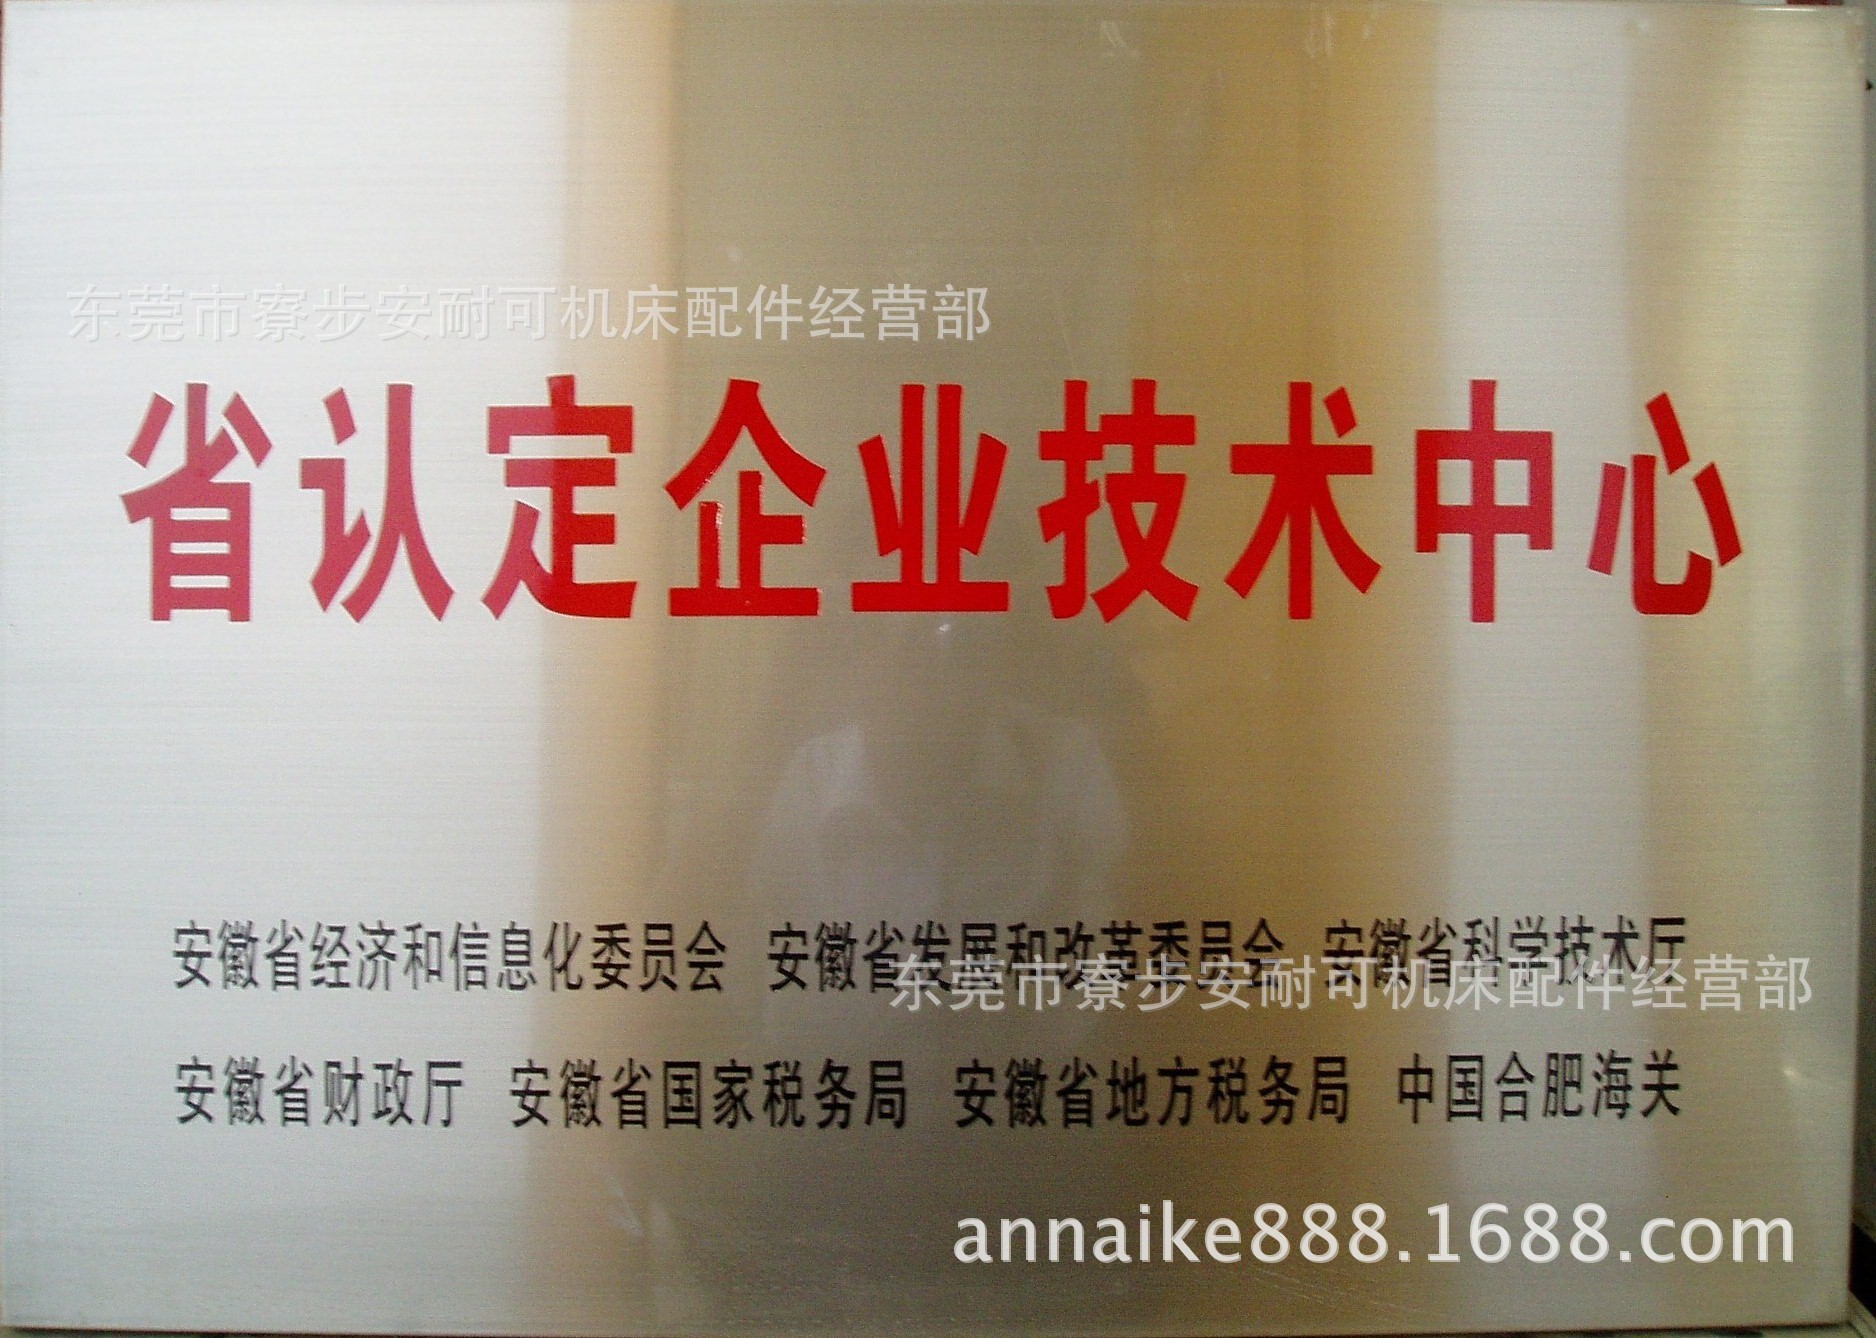 东莞市寮步安耐可机床配件经营部
省认定企业技术中心
安徽省经济和信息化委员会 安徽省发展和改革委员会 安徽省科学技术厅
东莞市寮步安耐可机床配件经营部
安徽省财政厅 安徽省国家税务局 安徽省地方税务局 中国合肥海关
annaike888.1688.com